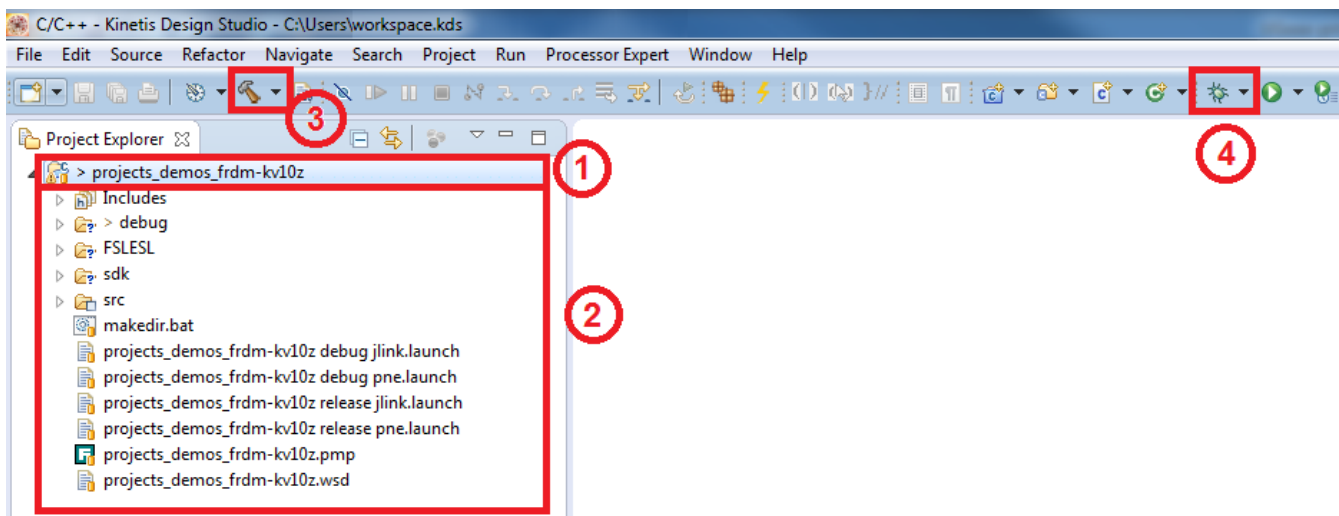 C/C++ - Kinetis Design Studio - C:\Users\workspace.kds
File Edit Source Refactor Navigate Search Project Run Processor Expert Window Help
3
4
Project Explorer
1
> projects_demos_frdm-kv10z
Includes
> debug
FSLESL
sdk
src
2
makedir.bat
projects_demos_frdm-kv10z debug jlink.launch
projects_demos_frdm-kv10z debug pne.launch
projects_demos_frdm-kv10z release jlink.launch
projects_demos_frdm-kv10z release pne.launch
projects_demos_frdm-kv10z.pmp
projects_demos_frdm-kv10z.wsd